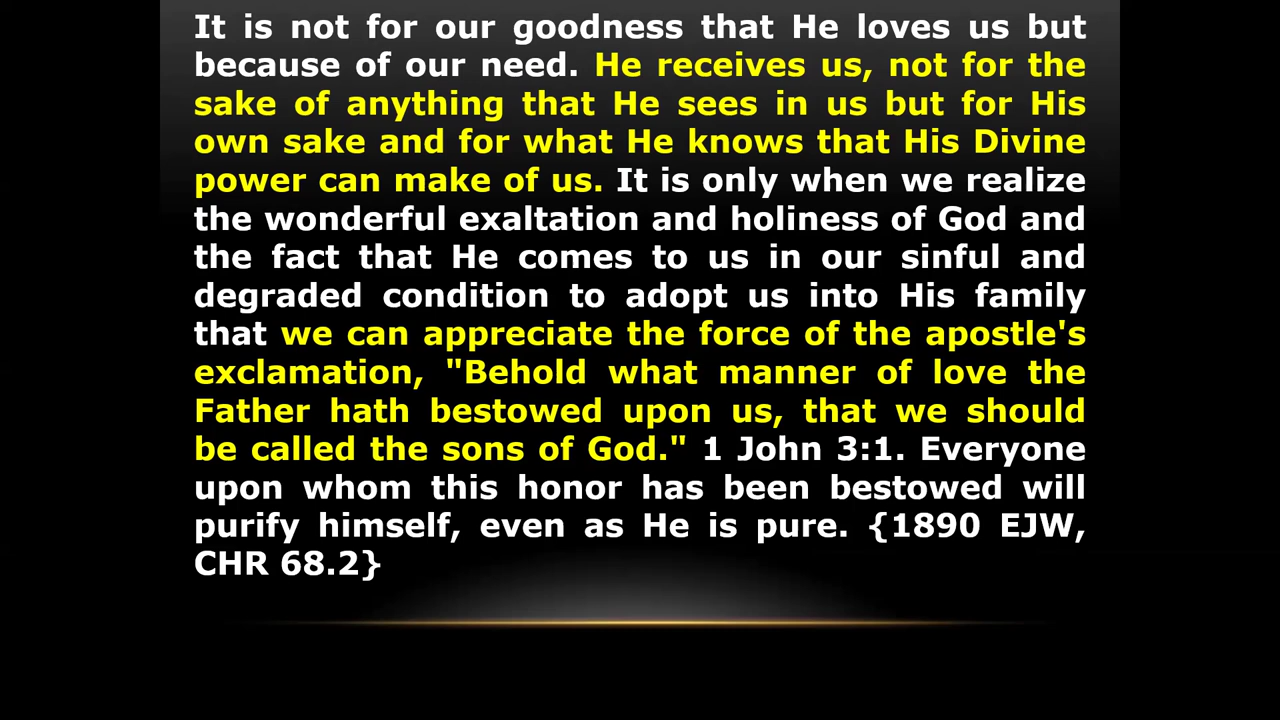 It is not for our goodness that He loves us but
because of our need. He receives us, not for the
sake of anything that He sees in us but for His
own sake and for what He knows that His Divine
power can make of us. It is only when we realize
the wonderful exaltation and holiness of God and
the fact that He comes to us in our sinful and
degraded condition to adopt us into His family
that we can appreciate the force of the apostle's
exclamation, "Behold what manner of love the
Father hath bestowed upon us, that we should
be called the sons of God." 1 John 3:1. Everyone
upon whom this honor has been bestowed will
purify himself, even as He is pure. {1890 EJW,
CHR 68.2}